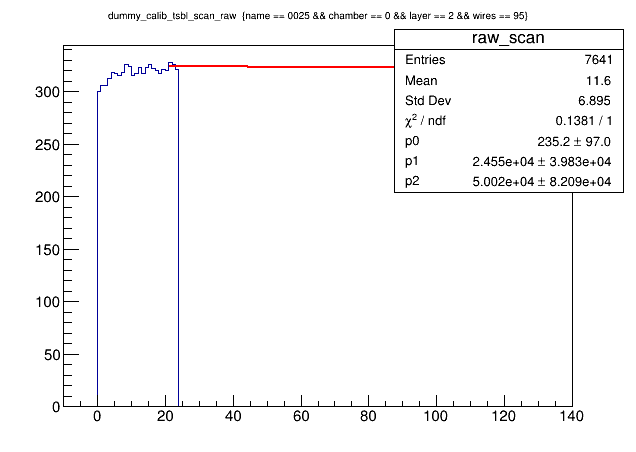 dummy_calib_tsbl_scan_raw {name == 0025 && chamber == 0 && layer == 2 && wires == 95}
raw_scan
Entries 7641
Mean 11.6
Std Dev 6.895
χ² / ndf 0.1381 / 1
p0 235.2 ± 97.0
p1 2.455e+04 ± 3.983e+04
p2 5.002e+04 ± 8.209e+04
300
250
200
150
100
50
0
0 20 40 60 80 100 120 140